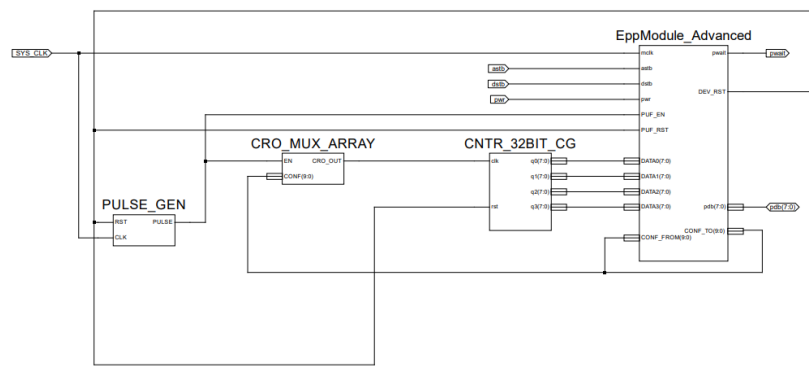 EppModule_Advanced
SYS_CLK
mclk
pwait
pwait
astb
astb
dstb
dstb
DEV_RST
pwr
pwr
PUF_EN
PUF_RST
CRO_MUX_ARRAY
CNTR_32BIT_CG
EN
CRO_OUT
clk
q0(7:0)
DATA0(7:0)
CONF(9:0)
q1(7:0)
DATA1(7:0)
q2(7:0)
DATA2(7:0)
PULSE_GEN
rst
q3(7:0)
DATA3(7:0)
pdb(7:0)
pdb(7:0)
RST
PULSE
CLK
CONF_TO(9:0)
CONF_FROM(9:0)